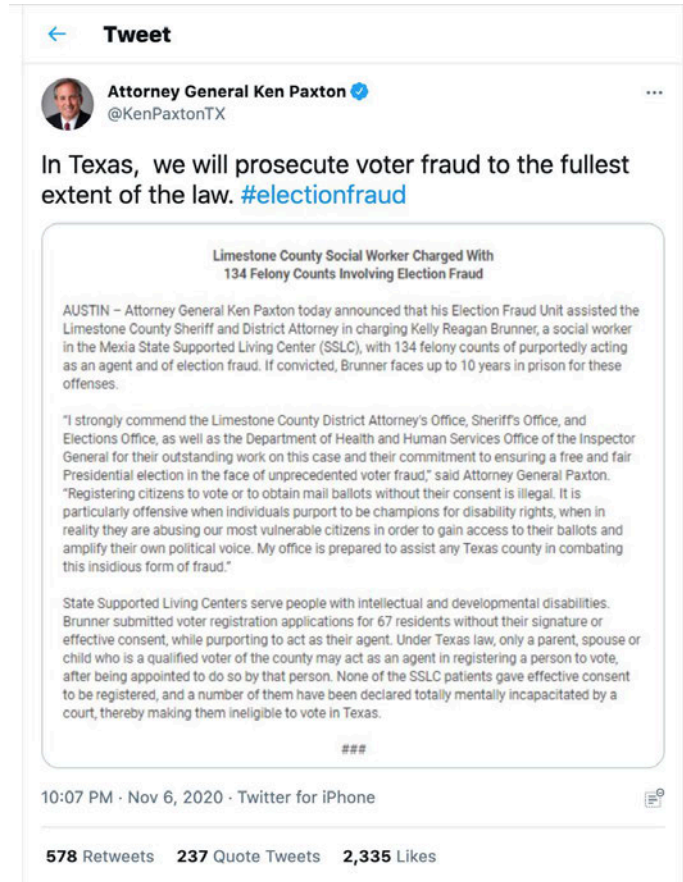 Tweet
Attorney General Ken Paxton
@KenPaxtonTX
In Texas,  we will prosecute voter fraud to the fullest
extent of the law. #electionfraud
Limestone County Social Worker Charged With
134 Felony Counts Involving Election Fraud
AUSTIN – Attorney General Ken Paxton today announced that his Election Fraud Unit assisted the
Limestone County Sheriff and District Attorney in charging Kelly Reagan Brunner, a social worker
in the Mexia State Supported Living Center (SSLC), with 134 felony counts of purportedly acting
as an agent and of election fraud. If convicted, Brunner faces up to 10 years in prison for these
offenses.
"I strongly commend the Limestone County District Attorney's Office, Sheriff's Office, and
Elections Office, as well as the Department of Health and Human Services Office of the Inspector
General for their outstanding work on this case and their commitment to ensuring a free and fair
Presidential election in the face of unprecedented voter fraud," said Attorney General Paxton.
"Registering citizens to vote or to obtain mail ballots without their consent is illegal. It is
particularly offensive when individuals purport to be champions for disability rights, when in
reality they are abusing our most vulnerable citizens in order to gain access to their ballots and
amplify their own political voice. My office is prepared to assist any Texas county in combating
this insidious form of fraud."
State Supported Living Centers serve people with intellectual and developmental disabilities.
Brunner submitted voter registration applications for 67 residents without their signature or
effective consent, while purporting to act as their agent. Under Texas law, only a parent, spouse or
child who is a qualified voter of the county may act as an agent in registering a person to vote,
after being appointed to do so by that person. None of the SSLC patients gave effective consent
to be registered, and a number of them have been declared totally mentally incapacitated by a
court, thereby making them ineligible to vote in Texas.
###
10:07 PM · Nov 6, 2020 · Twitter for iPhone
578 Retweets 237 Quote Tweets 2,335 Likes